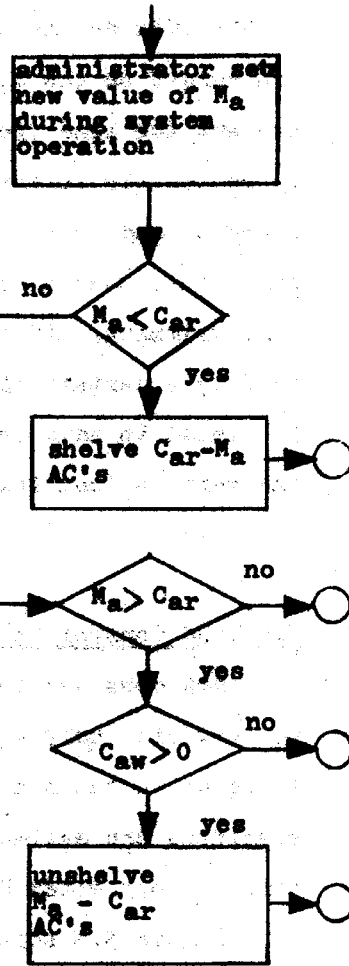 administrator sets
new value of Ma
during system
operation
no
Ma < Car
yes
shelve Car-Ma
AC's
Ma > Car
no
yes
Caw > 0
no
yes
unshelve
Ma - Car
AC's